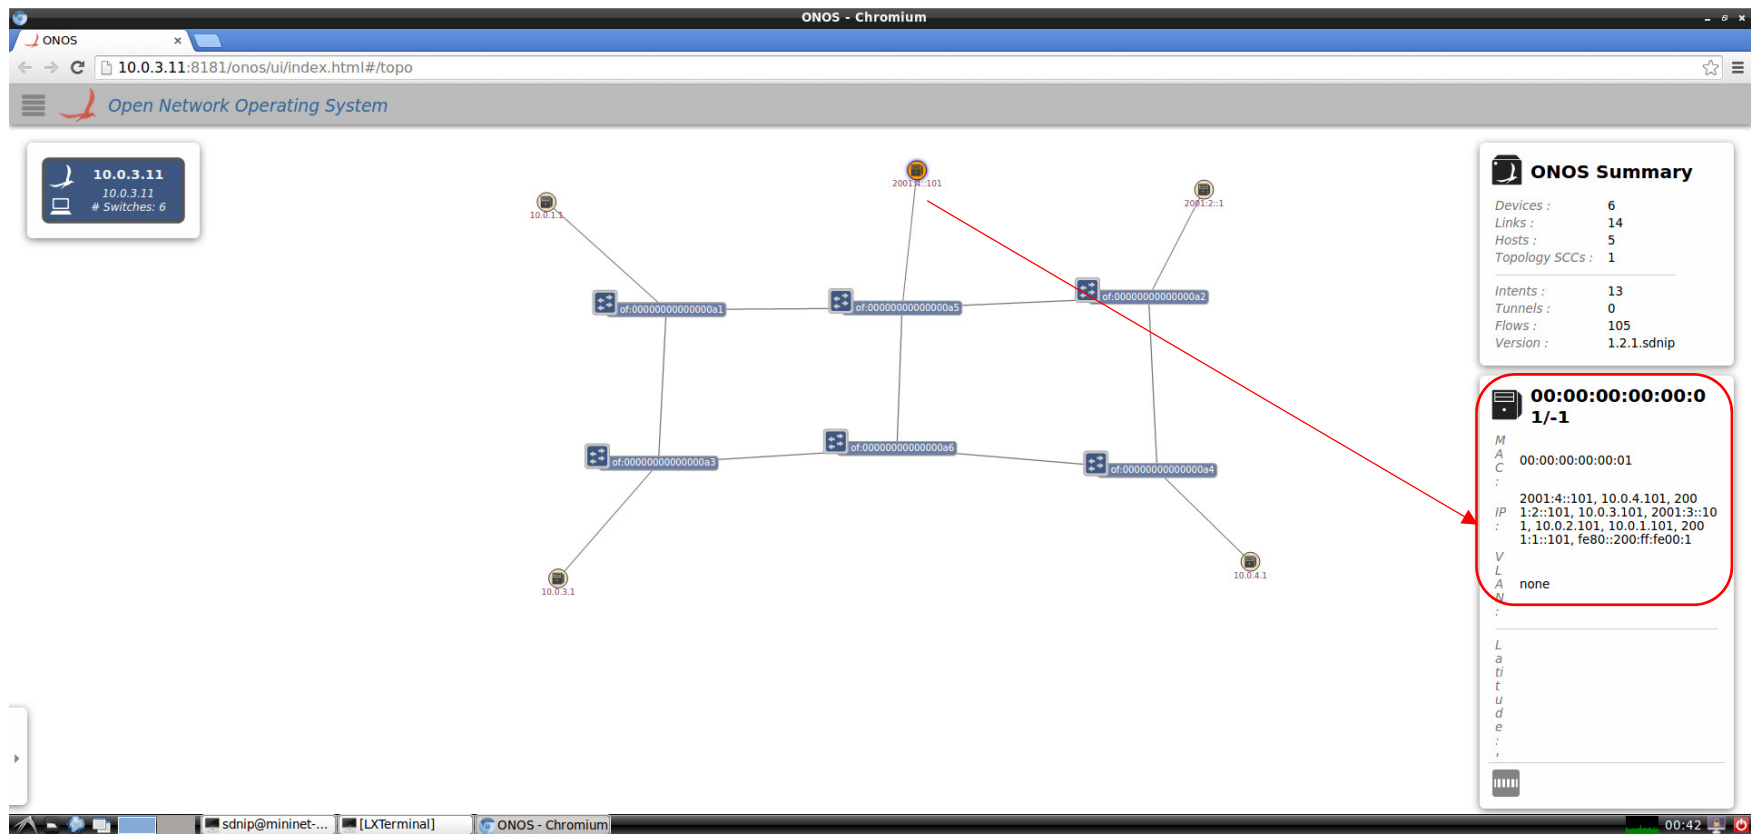 ONOS - Chromium
ONOS
10.0.3.11:8181/onos/ui/index.html#/topo
Open Network Operating System
10.0.3.11
10.0.3.11
# Switches: 6
2001:4::101
2001:2::1
10.0.1.1
of:00000000000000a1
of:00000000000000a5
of:00000000000000a2
of:00000000000000a3
of:00000000000000a6
of:00000000000000a4
10.0.3.1
10.0.4.1
ONOS Summary
Devices : 6
Links : 14
Hosts : 5
Topology SCCs : 1
Intents : 13
Tunnels : 0
Flows : 105
Version : 1.2.1.sdnip
00:00:00:00:00:0
1/-1
MAC : 00:00:00:00:00:01
IP : 2001:4::101, 10.0.4.101, 200
1:2::101, 10.0.3.101, 2001:3::10
1, 10.0.2.101, 10.0.1.101, 200
1:1::101, fe80::200:ff:fe00:1
VLAN : none
Latitude :
sdnip@mininet-...
[LXTerminal]
ONOS - Chromium
00:42